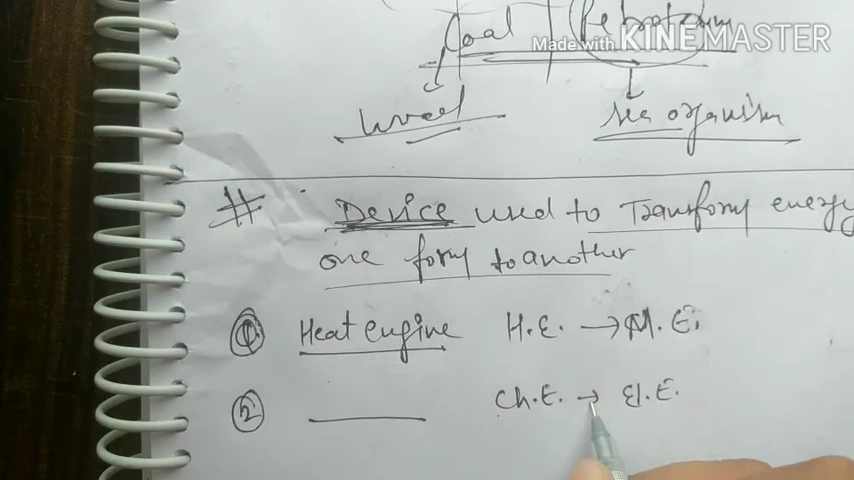 Coal Petroleum
Made with KINEMASTER
wood sea organism
# Device used to Transform energy
one form to another
① Heat engine H.E. → M.E.
② ______ Ch.E. → El.E.